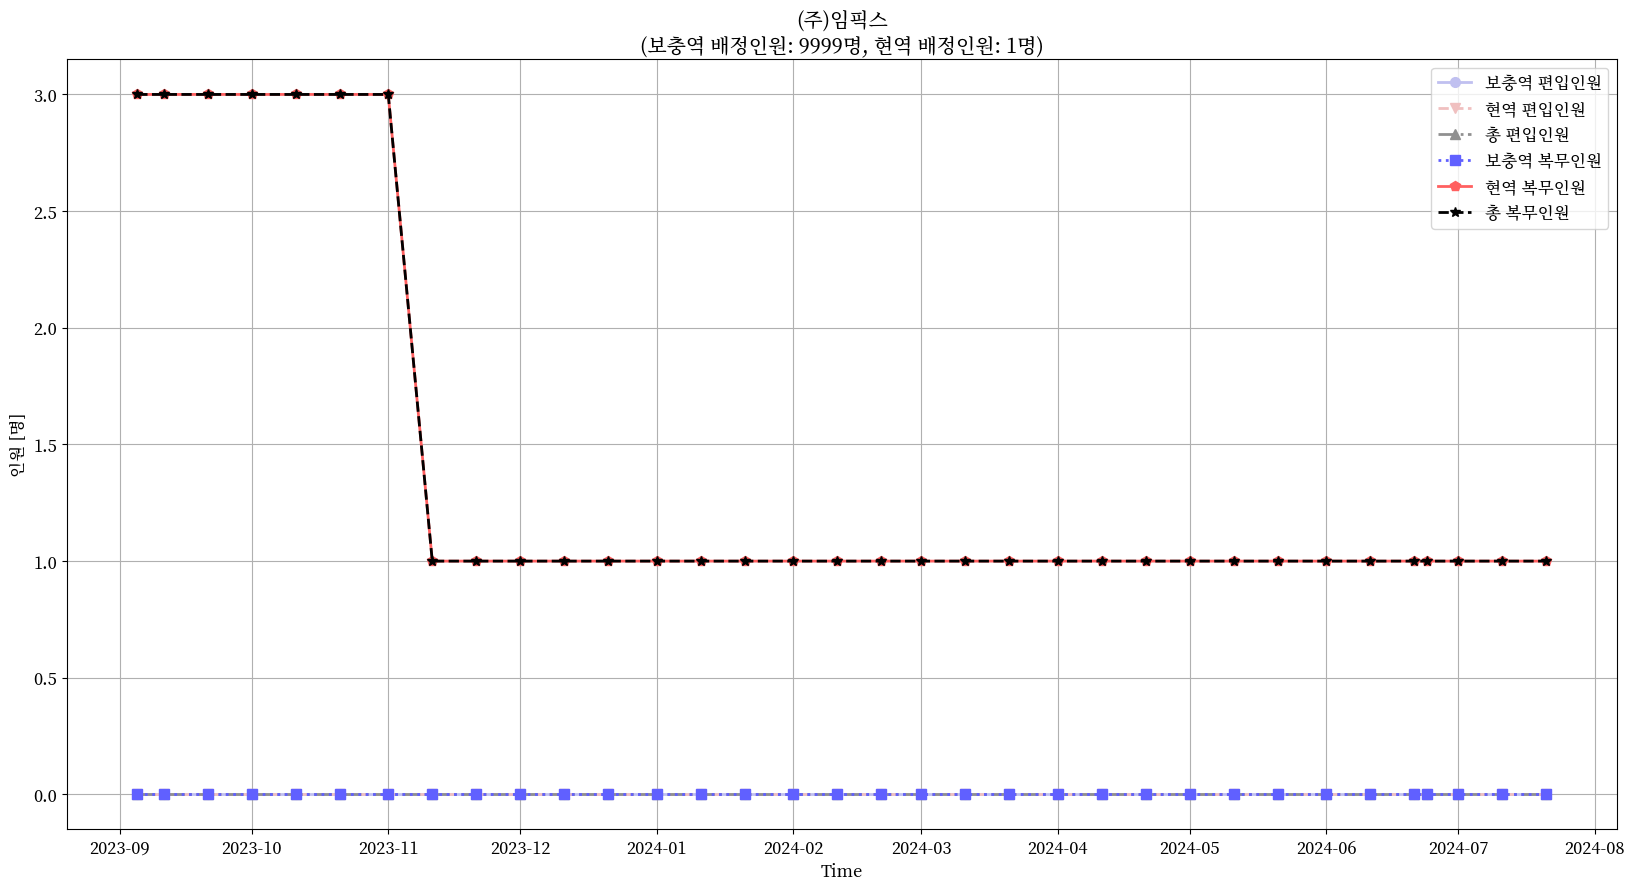 (주)임픽스
(보충역 배정인원: 9999명, 현역 배정인원: 1명)
보충역 편입인원
현역 편입인원
총 편입인원
보충역 복무인원
현역 복무인원
총 복무인원
인원 [명]
3.0
2.5
2.0
1.5
1.0
0.5
0.0
2023-09 2023-10 2023-11 2023-12 2024-01 2024-02 2024-03 2024-04 2024-05 2024-06 2024-07 2024-08
Time